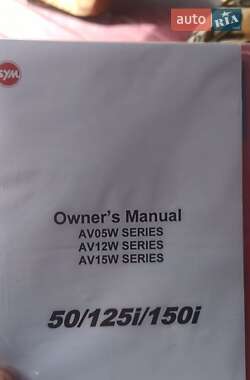 auto RIA
SYM
Owner's Manual
AV05W SERIES
AV12W SERIES
AV15W SERIES
50/125i/150i